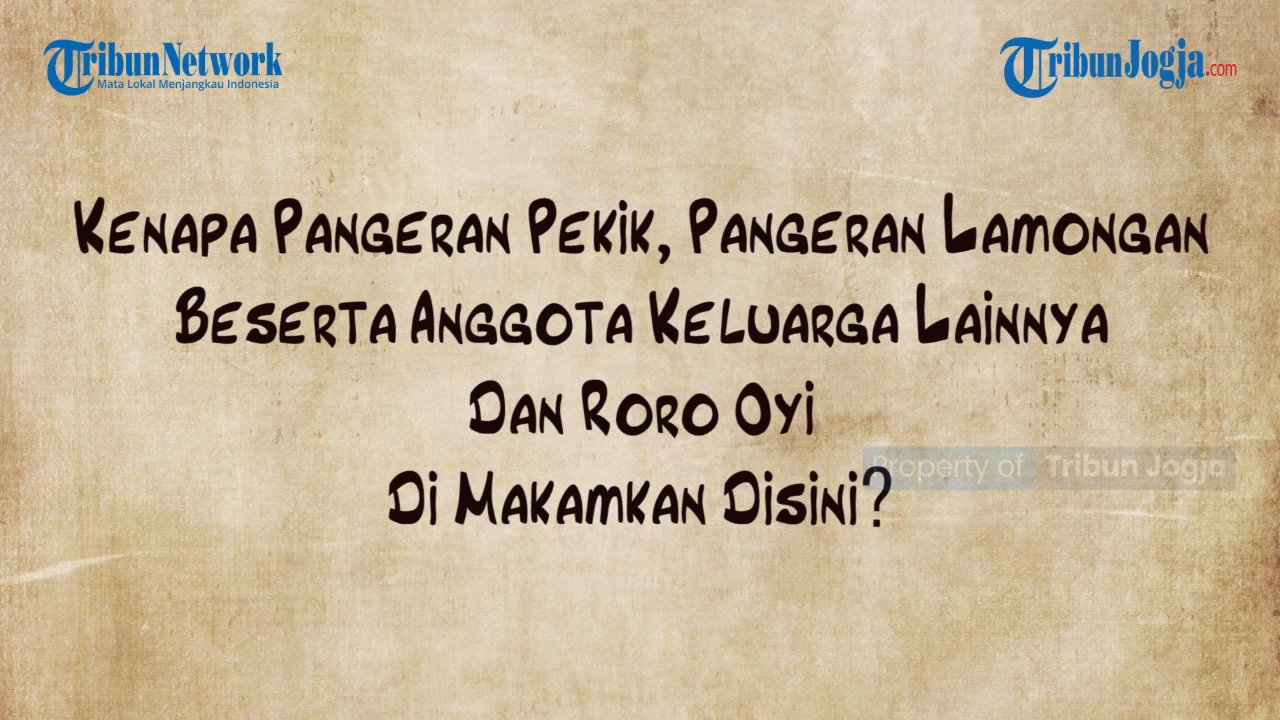 TribunNetwork
Mata Lokal Menjangkau Indonesia
TribunJogja.com
Kenapa Pangeran Pekik, Pangeran Lamongan
Beserta Anggota Keluarga Lainnya
Dan Roro Oyi
Di Makamkan Disini?
Property of Tribun Jogja